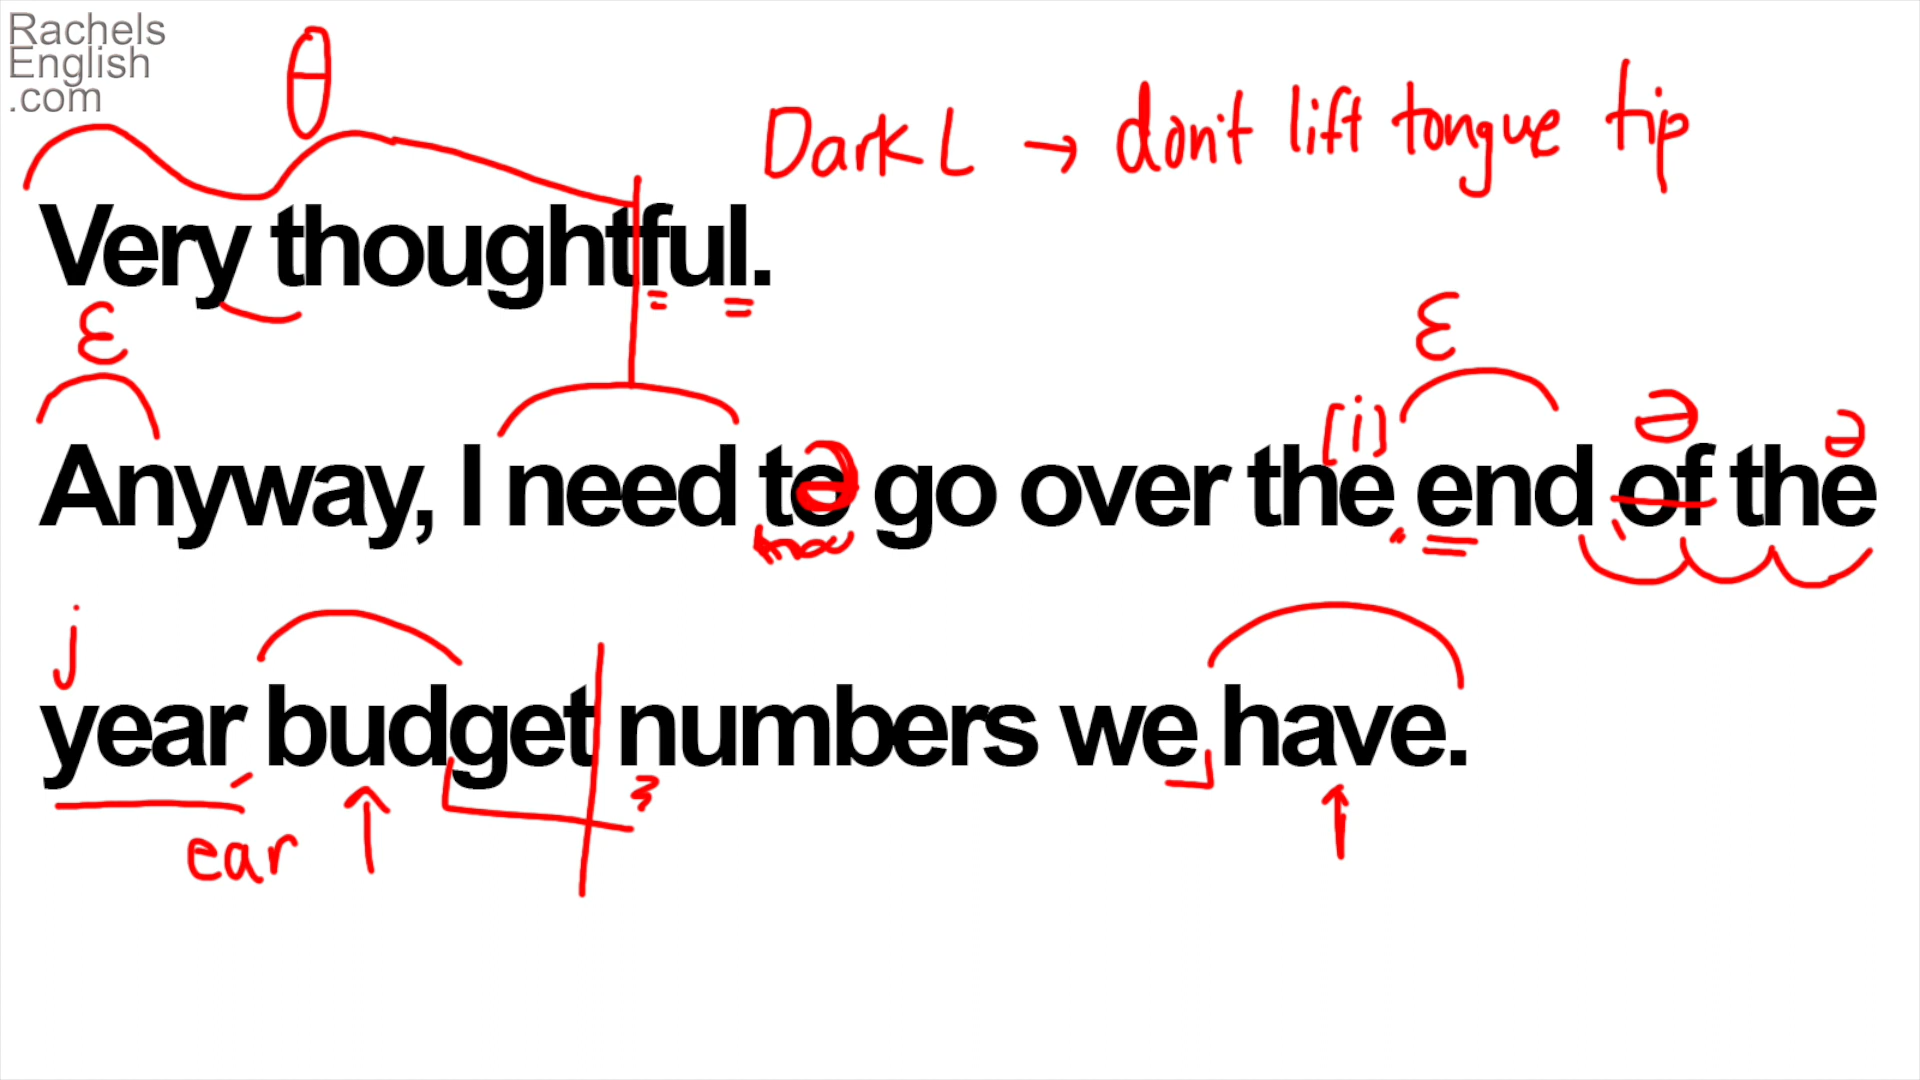 Rachels
English
.com
θ
Dark L → don't lift tongue tip
Very thoughtful.
ɛ
ɛ
[i] ə ə
Anyway, I need to go over the end of the
ə
j
year budget numbers we have.
ear